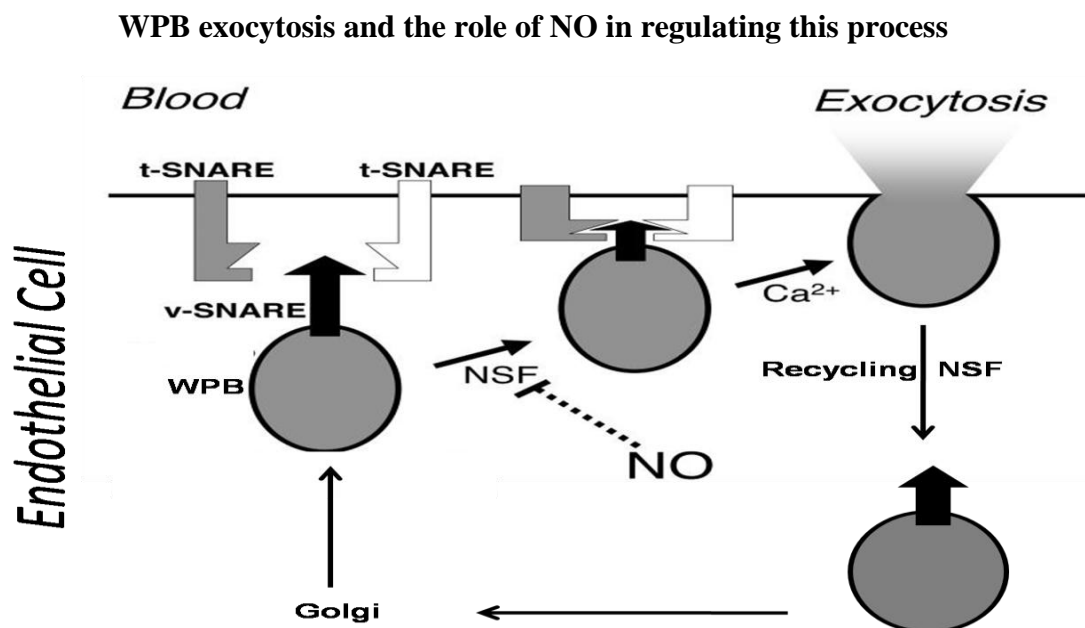 WPB exocytosis and the role of NO in regulating this process
Blood
Exocytosis
t-SNARE
t-SNARE
Endothelial Cell
v-SNARE
WPB
NSF
Ca²⁺
NO
Recycling
NSF
Golgi